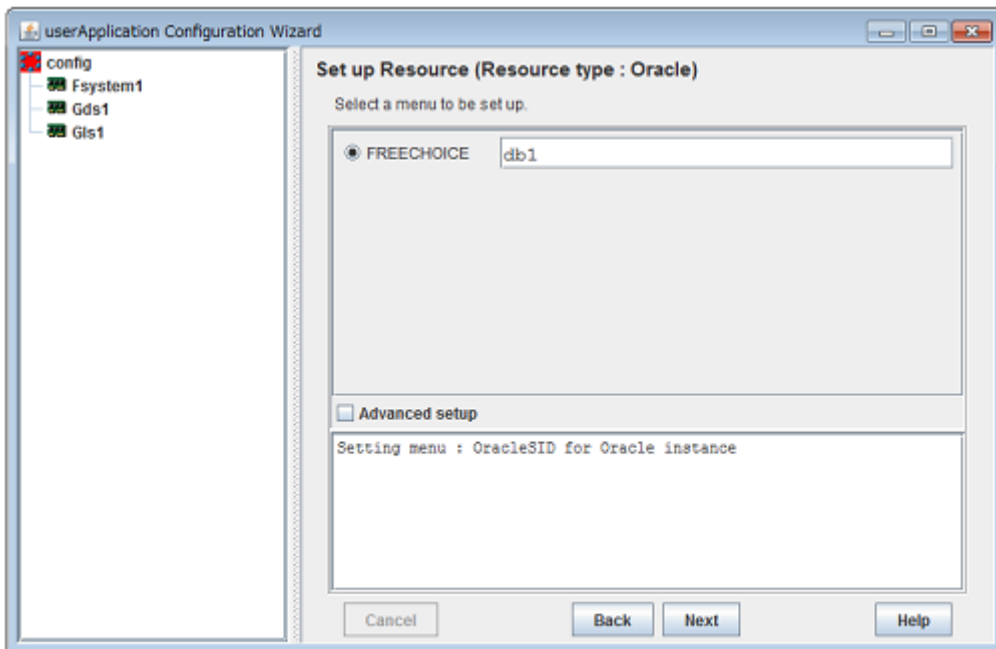 userApplication Configuration Wizard
config
Fsystem1
Gds1
Gls1
Set up Resource (Resource type : Oracle)
Select a menu to be set up.
FREECHOICE
db1
Advanced setup
Setting menu : OracleSID for Oracle instance
Cancel
Back
Next
Help